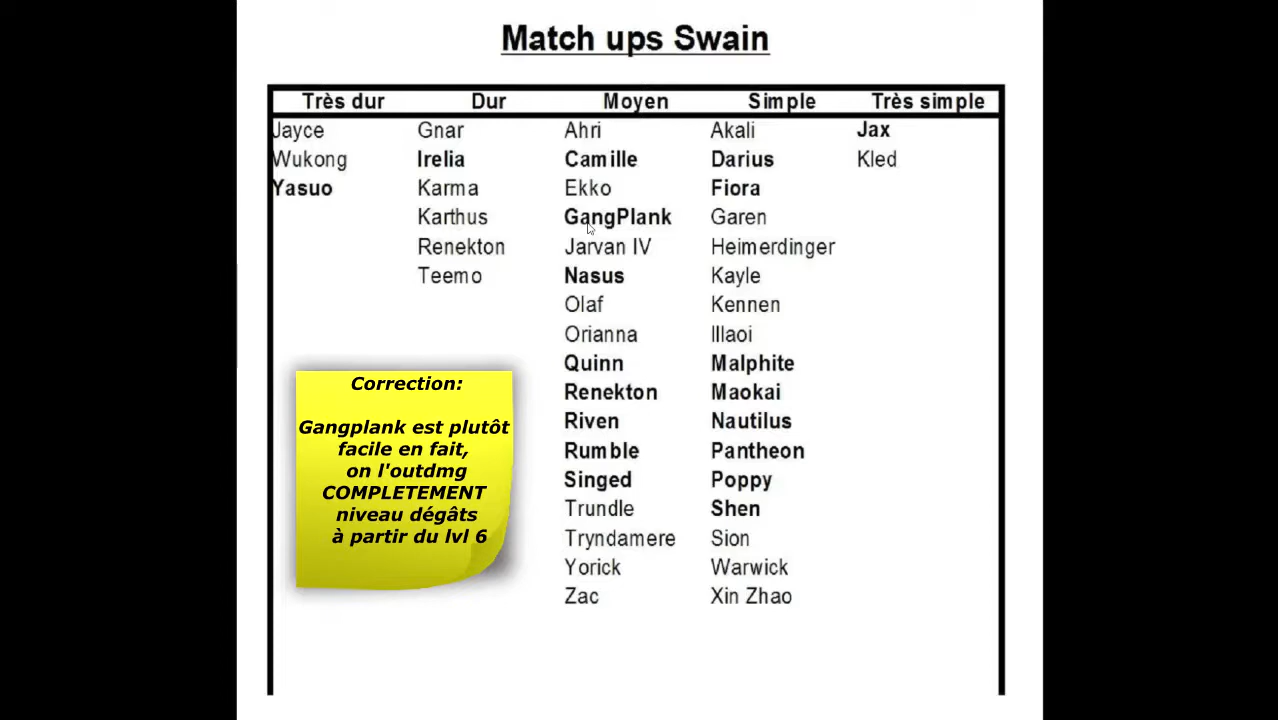 Match ups Swain
Très dur Dur Moyen Simple Très simple
Jayce Gnar Ahri Akali Jax
Wukong Irelia Camille Darius Kled
Yasuo Karma Ekko Fiora
Karthus GangPlank Garen
Renekton Jarvan IV Heimerdinger
Teemo Nasus Kayle
Olaf Kennen
Orianna Illaoi
Quinn Malphite
Renekton Maokai
Riven Nautilus
Rumble Pantheon
Singed Poppy
Trundle Shen
Tryndamere Sion
Yorick Warwick
Zac Xin Zhao
Correction:
Gangplank est plutôt
facile en fait,
on l'outdmg
COMPLETEMENT
niveau dégâts
à partir du lvl 6